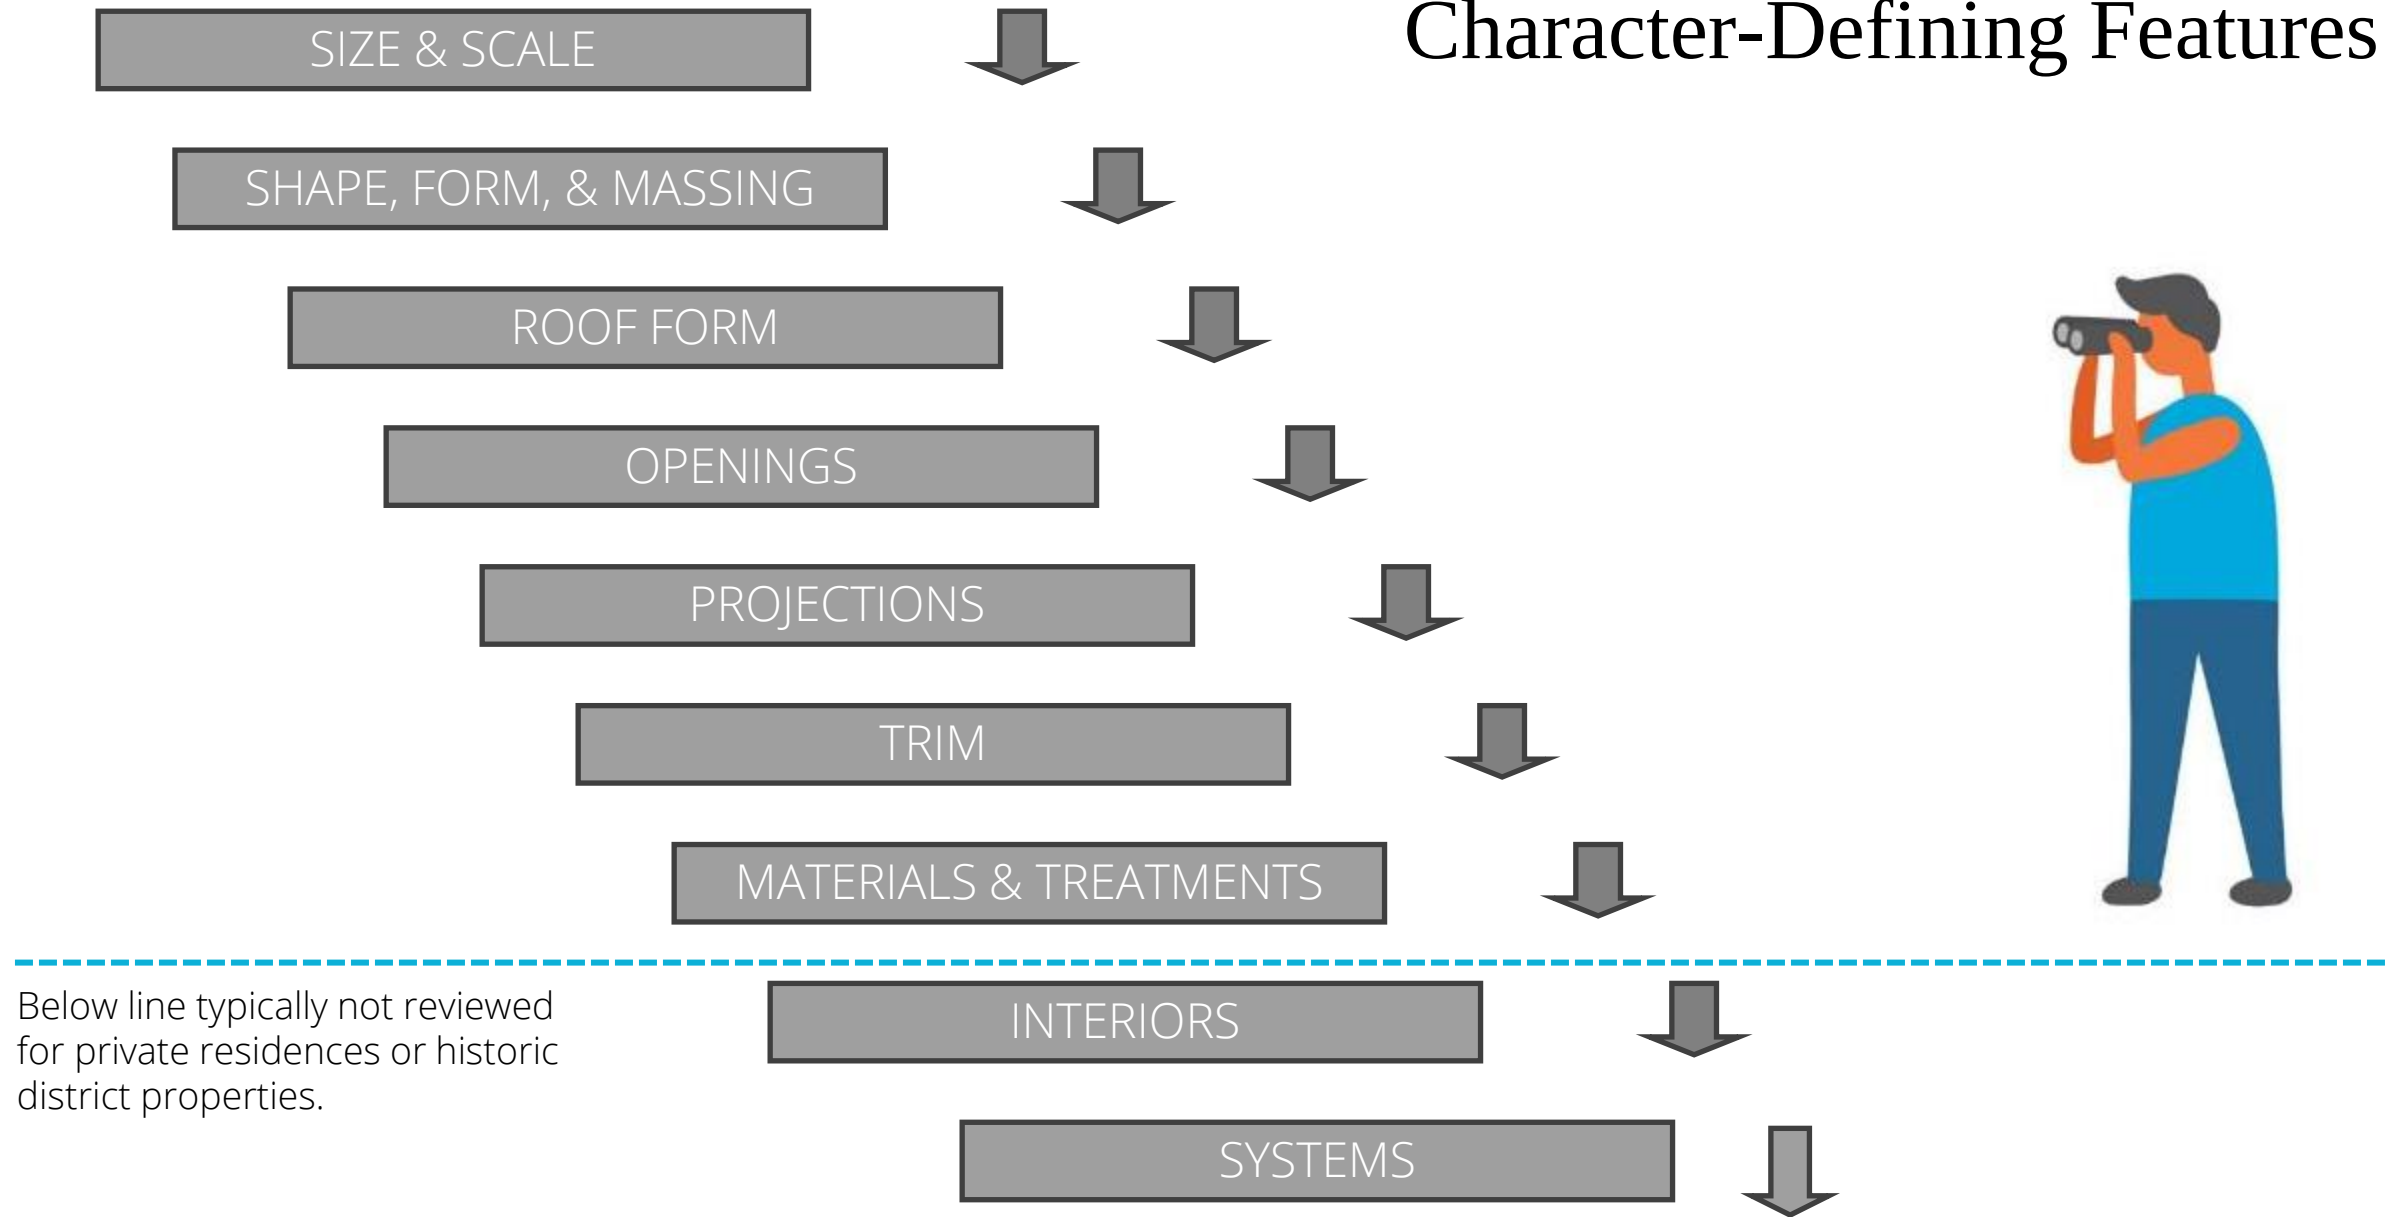 Character-Defining Features
SIZE & SCALE
SHAPE, FORM, & MASSING
ROOF FORM
OPENINGS
PROJECTIONS
TRIM
MATERIALS & TREATMENTS
Below line typically not reviewed
for private residences or historic
district properties.
INTERIORS
SYSTEMS